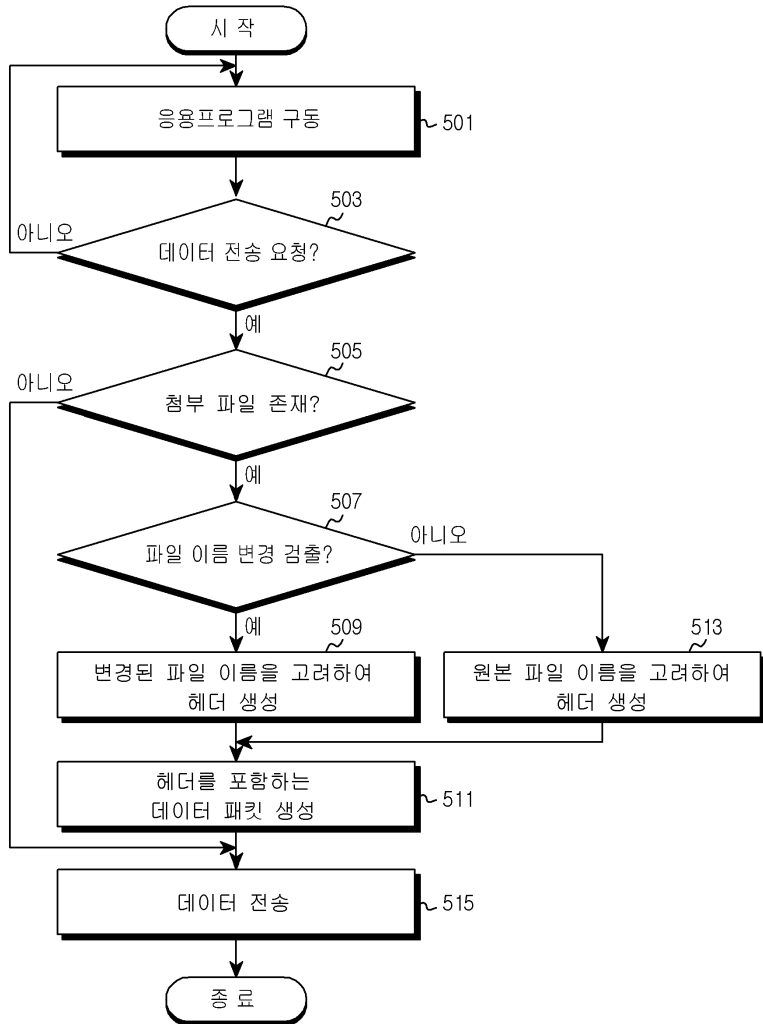 시 작
응용프로그램 구동
501
503
아니오
데이터 전송 요청?
예
505
아니오
첨부 파일 존재?
예
507
아니오
파일 이름 변경 검출?
예
509
513
변경된 파일 이름을 고려하여
헤더 생성
원본 파일 이름을 고려하여
헤더 생성
헤더를 포함하는
데이터 패킷 생성
511
데이터 전송
515
종 료